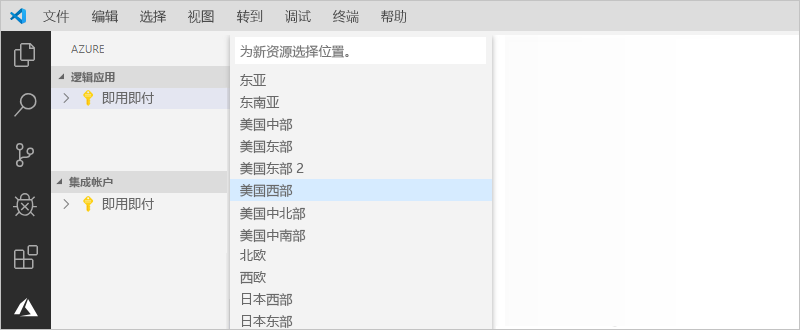 文件 编辑 选择 视图 转到 调试 终端 帮助
AZURE
逻辑应用
即用即付
集成帐户
即用即付
为新资源选择位置。
东亚
东南亚
美国中部
美国东部
美国东部 2
美国西部
美国中北部
美国中南部
北欧
西欧
日本西部
日本东部